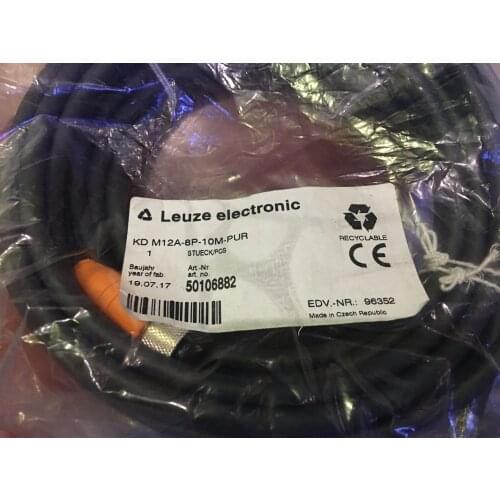 Leuze electronic
KD M12A-8P-10M-PUR
1 STUECK/PCS
RECYCLABLE
CE
Baujahr Art.-Nr
year of fab. art. no.
19.07.17 50106882
EDV.-NR.: 96352
Made in Czech Republic